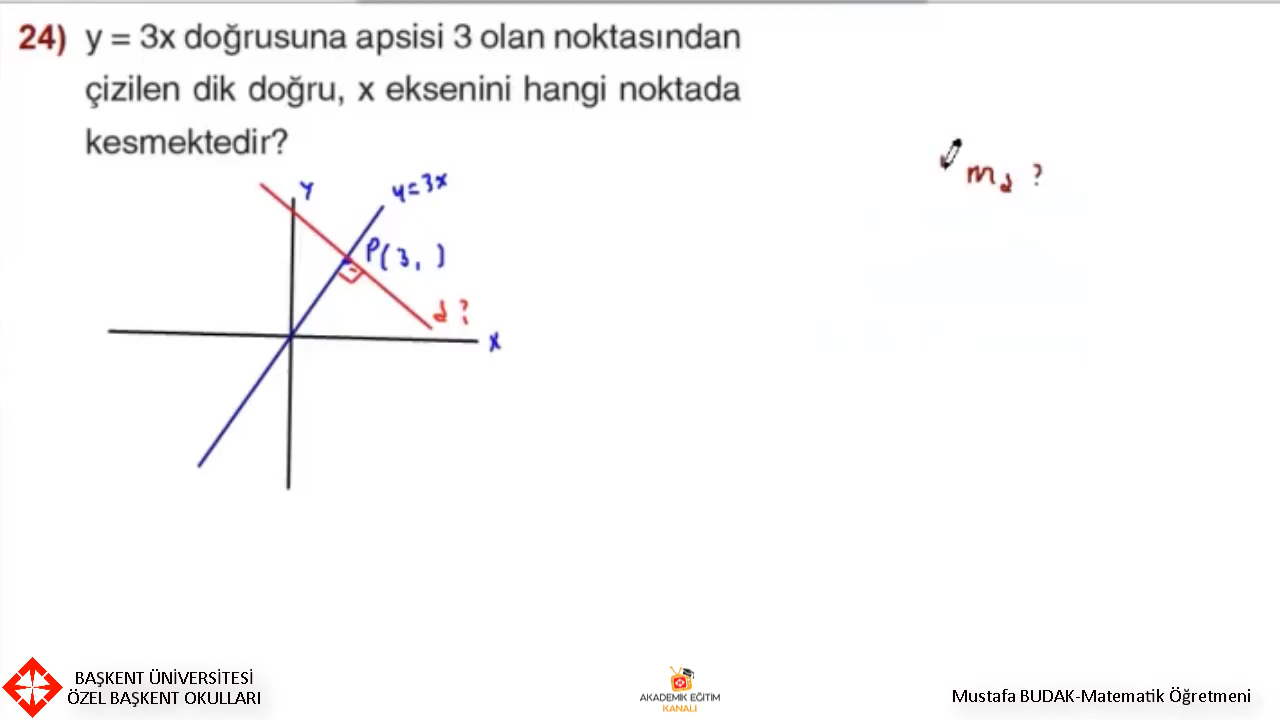 24) y = 3x doğrusuna apsisi 3 olan noktasından
çizilen dik doğru, x eksenini hangi noktada
kesmektedir?
y
y=3x
P(3, )
d ?
x
m_d ?
BAŞKENT ÜNİVERSİTESİ
ÖZEL BAŞKENT OKULLARI
AKADEMİK EĞİTİM
KANALI
Mustafa BUDAK-Matematik Öğretmeni